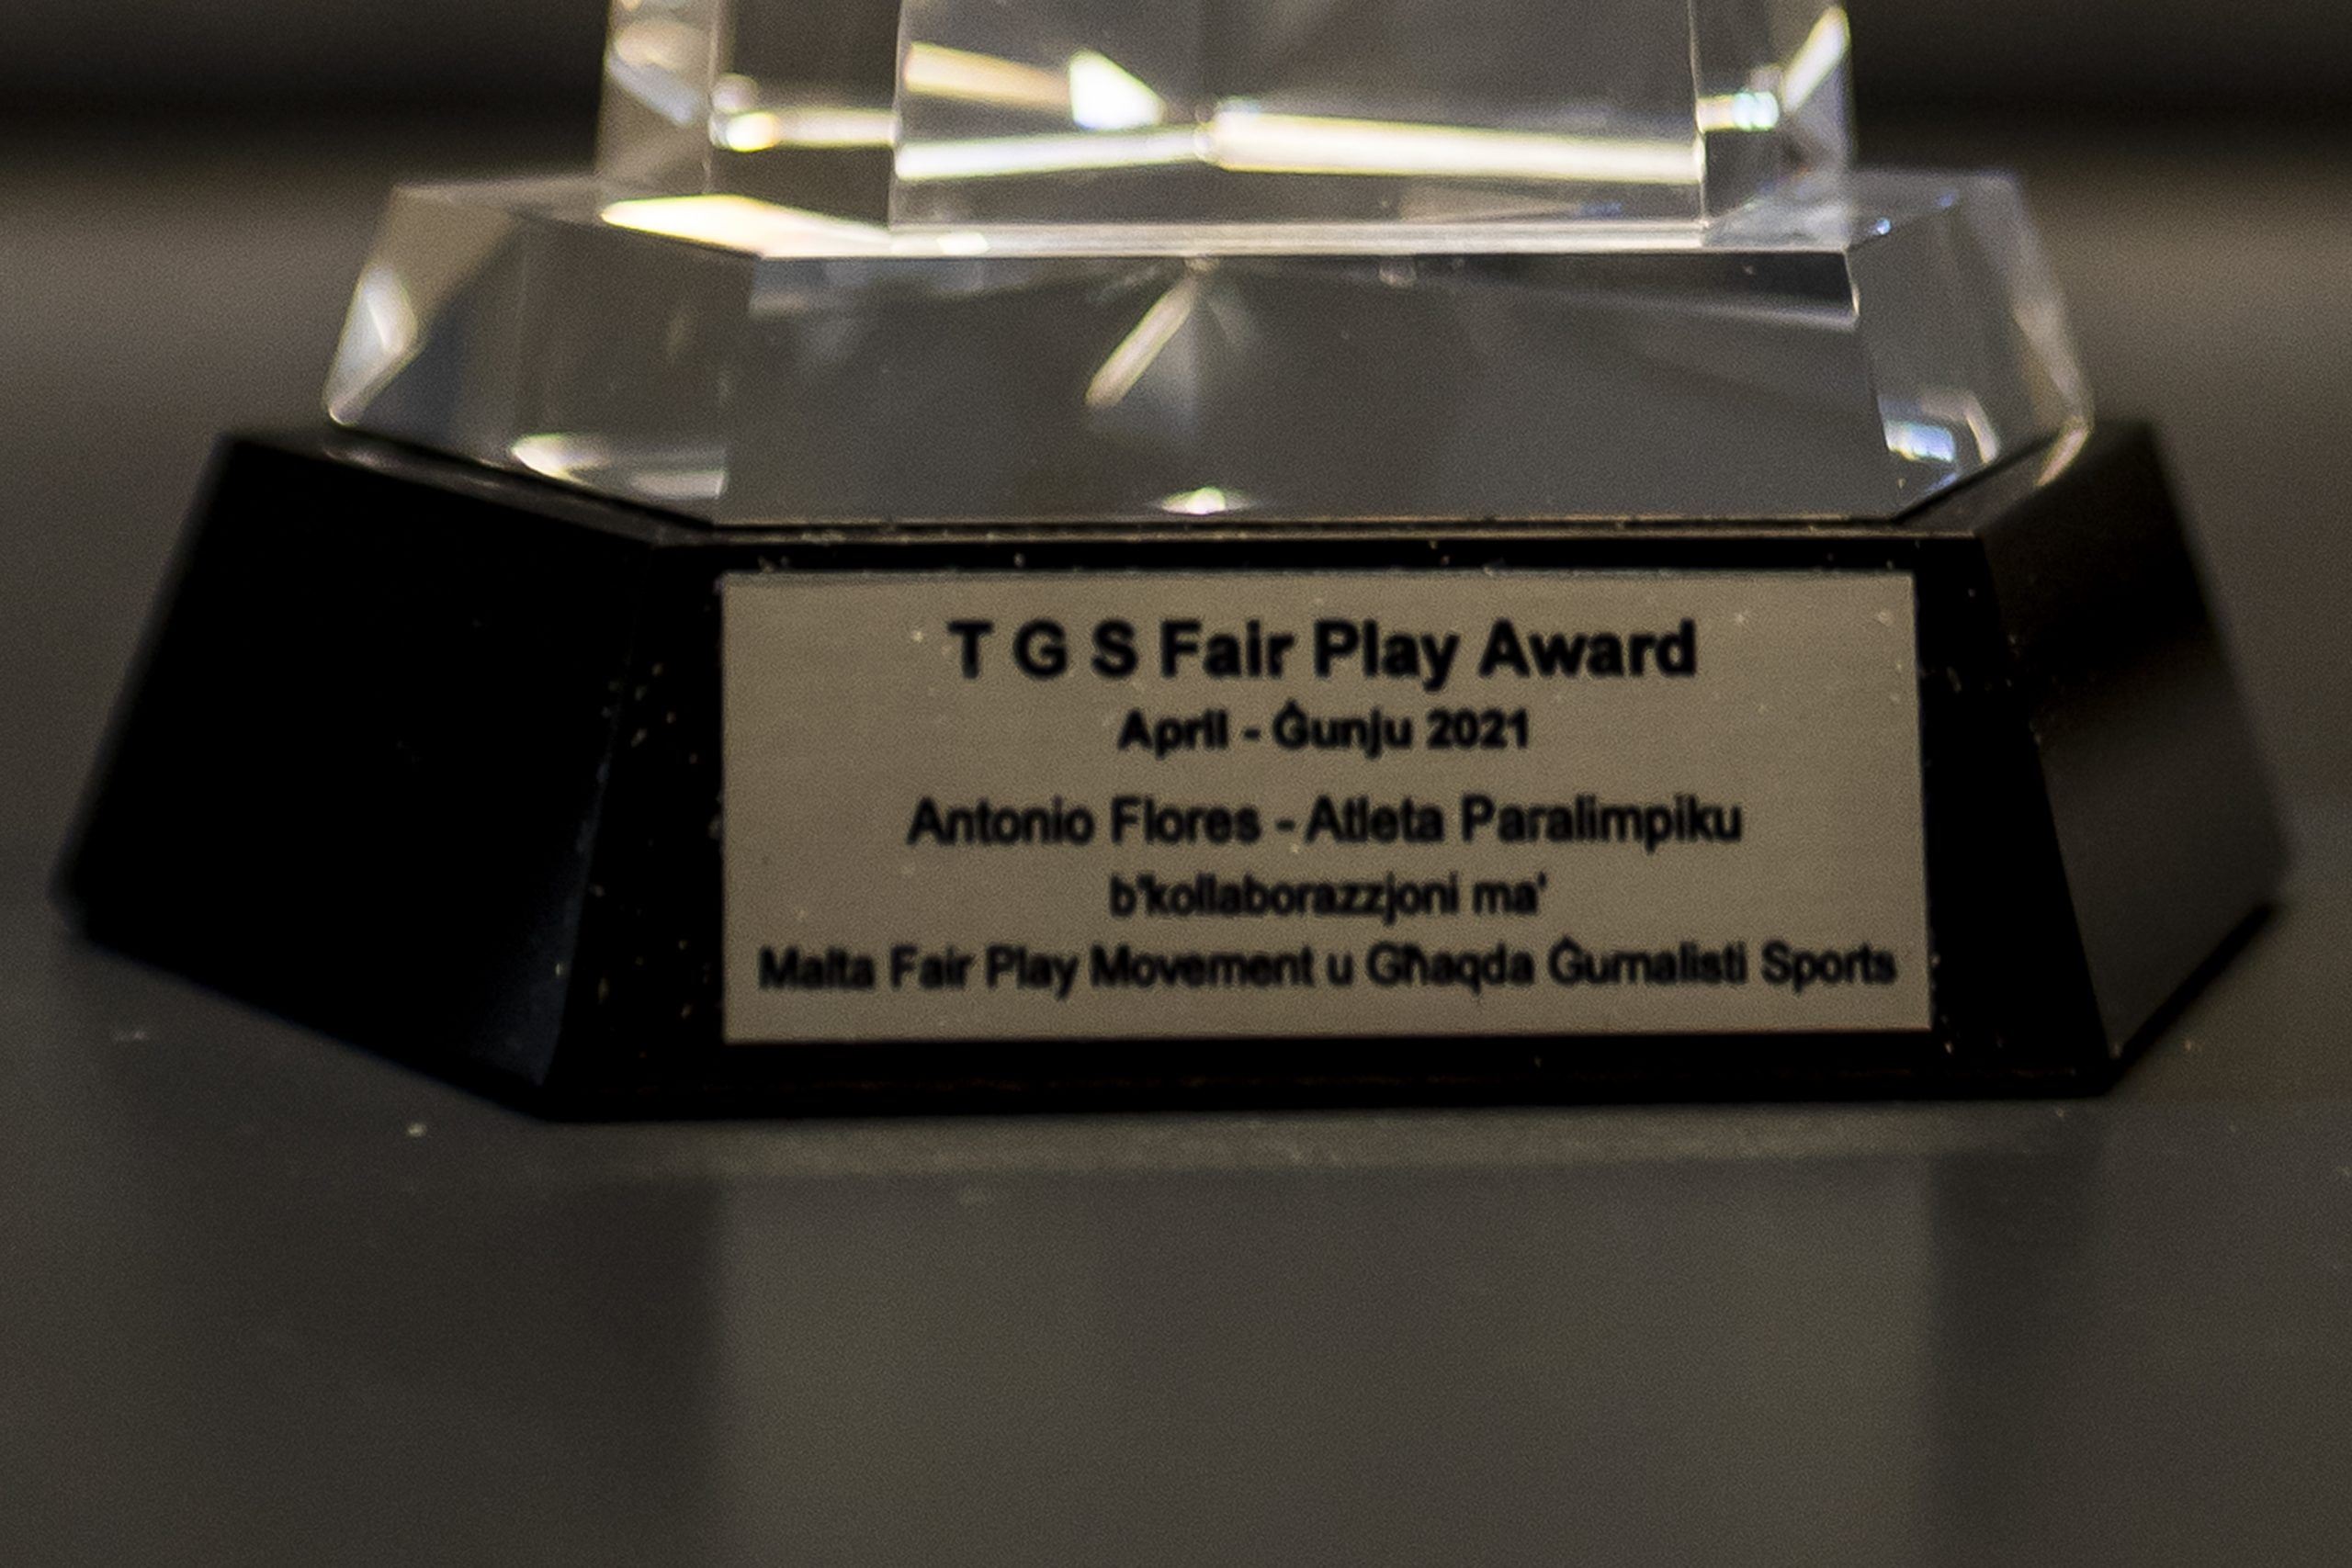 T G S Fair Play Award
April - Ġunju 2021
Antonio Flores - Atleta Paralimpiku
b'kollaborazzjoni ma'
Malta Fair Play Movement u Għaqda Ġurnalisti Sports